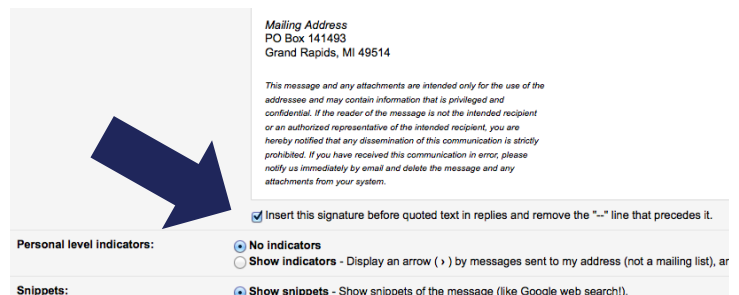 Mailing Address
PO Box 141493
Grand Rapids, MI 49514
This message and any attachments are intended only for the use of the
addressee and may contain information that is privileged and
confidential. If the reader of the message is not the intended recipient
or an authorized representative of the intended recipient, you are
hereby notified that any dissemination of this communication is strictly
prohibited. If you have received this communication in error, please
notify us immediately by email and delete the message and any
attachments from your system.
Insert this signature before quoted text in replies and remove the "--" line that precedes it.
Personal level indicators: No indicators
Show indicators - Display an arrow ( › ) by messages sent to my address (not a mailing list),
Snippets: Show snippets - Show snippets of the message (like Google web search!).